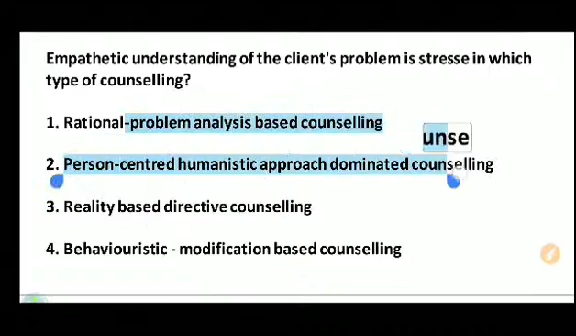 Empathetic understanding of the client's problem is stresse in which
type of counselling?
1. Rational-problem analysis based counselling
unse
2. Person-centred humanistic approach dominated counselling
3. Reality based directive counselling
4. Behaviouristic - modification based counselling